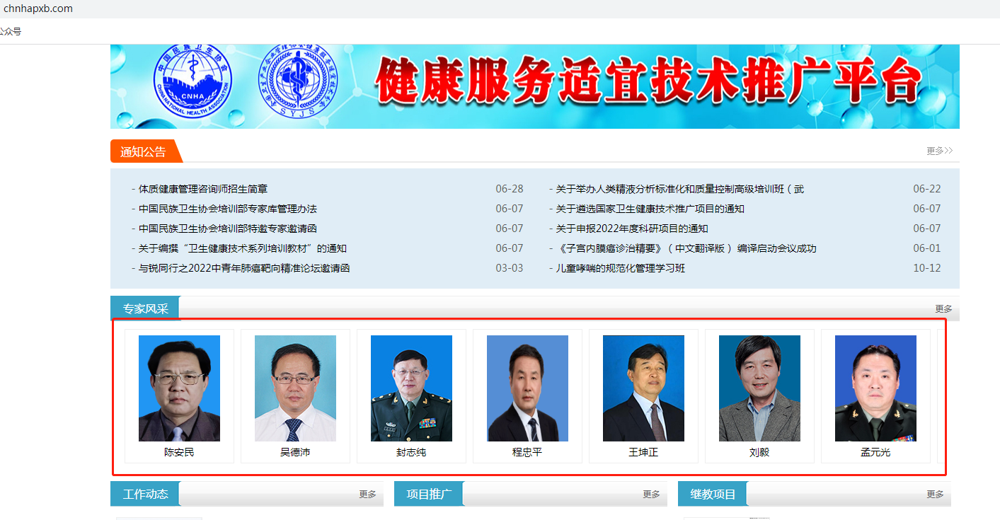 chnhapxb.com
公众号
中国民族卫生协会
CNHA
CHINA NATIONAL HEALTH ASSOCIATION
SYJS
健康服务适宜技术推广平台
通知公告
更多>>
- 体质健康管理咨询师招生简章 06-28
- 关于举办人类精液分析标准化和质量控制高级培训班（武 06-22
- 中国民族卫生协会培训部专家库管理办法 06-07
- 关于遴选国家卫生健康技术推广项目的通知 06-07
- 中国民族卫生协会培训部特邀专家邀请函 06-07
- 关于申报2022年度科研项目的通知 06-07
- 关于编撰“卫生健康技术系列培训教材”的通知 06-07
- 《子宫内膜癌诊治精要》（中文翻译版） 编译启动会议成功 06-01
- 与锐同行之2022中青年肺癌靶向精准论坛邀请函 03-03
- 儿童哮喘的规范化管理学习班 10-12
专家风采
更多
陈安民
吴德沛
封志纯
程忠平
王坤正
刘毅
孟元光
工作动态
更多
项目推广
更多
继教项目
更多